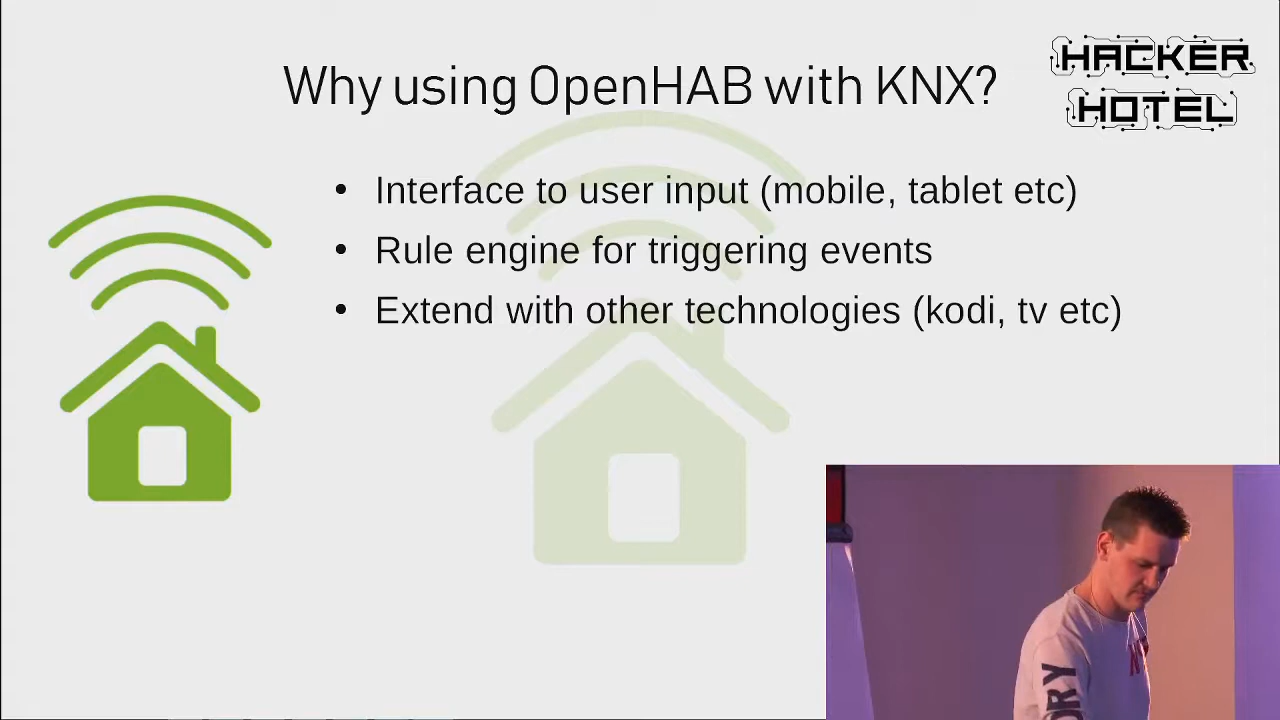 Why using OpenHAB with KNX?
HACKER
HOTEL
Interface to user input (mobile, tablet etc)
Rule engine for triggering events
Extend with other technologies (kodi, tv etc)